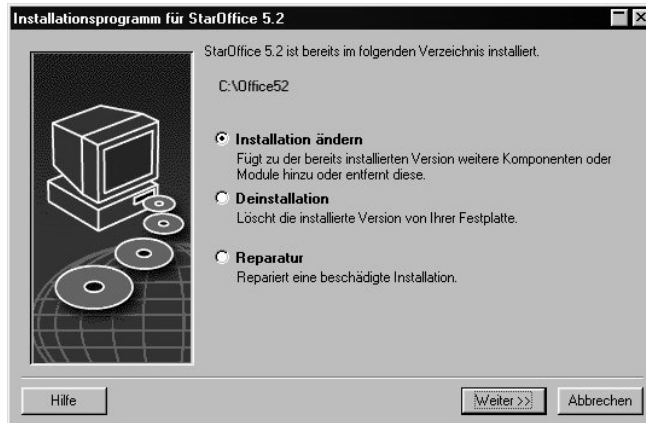 Installationsprogramm für StarOffice 5.2
StarOffice 5.2 ist bereits im folgenden Verzeichnis installiert.
C:\Office52
Installation ändern
Fügt zu der bereits installierten Version weitere Komponenten oder
Module hinzu oder entfernt diese.
Deinstallation
Löscht die installierte Version von Ihrer Festplatte.
Reparatur
Repariert eine beschädigte Installation.
Hilfe
Weiter >>
Abbrechen